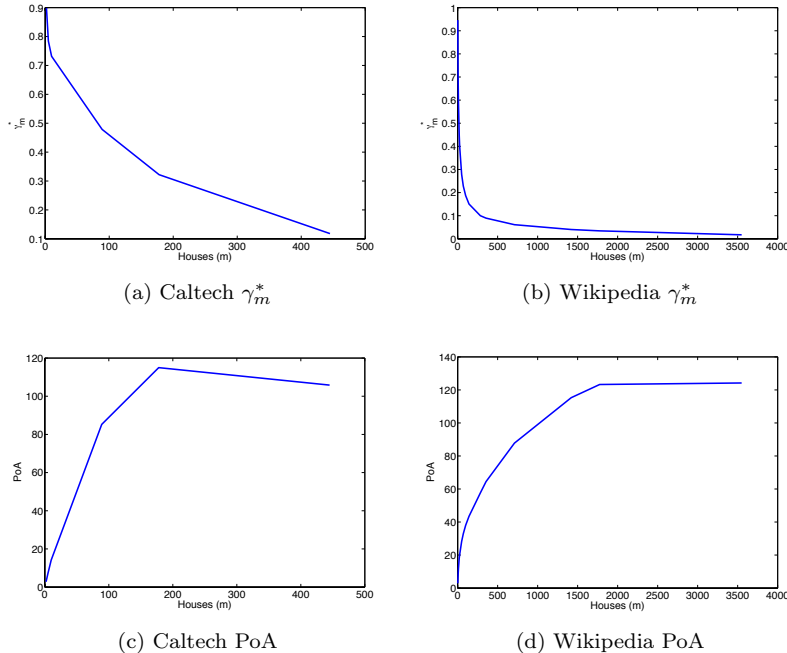 0.9
0.8
0.7
0.6
0.5
0.4
0.3
0.2
0.1
γ*m
0 100 200 300 400 500
Houses (m)
(a) Caltech γ*m
1
0.9
0.8
0.7
0.6
0.5
0.4
0.3
0.2
0.1
0
γ*m
0 500 1000 1500 2000 2500 3000 3500 4000
Houses (m)
(b) Wikipedia γ*m
120
100
80
60
40
20
0
PoA
0 100 200 300 400 500
Houses (m)
(c) Caltech PoA
140
120
100
80
60
40
20
0
PoA
0 500 1000 1500 2000 2500 3000 3500 4000
Houses (m)
(d) Wikipedia PoA